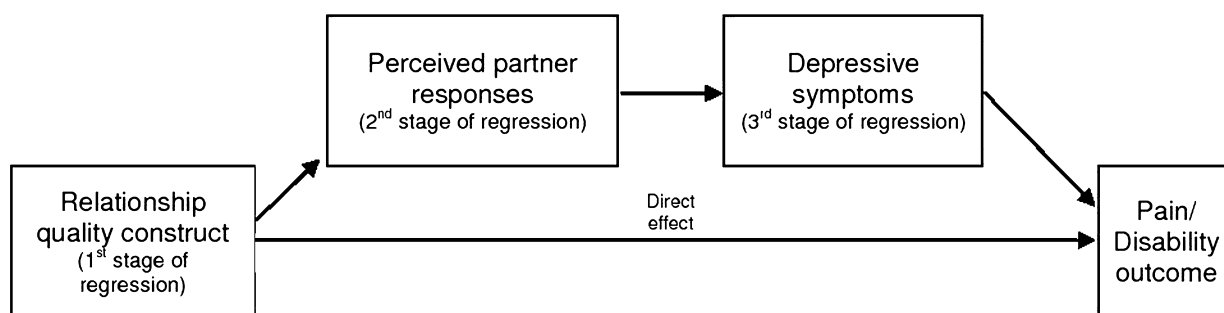 Perceived partner
responses
(2nd stage of regression)
Depressive
symptoms
(3rd stage of regression)
Relationship
quality construct
(1st stage of
regression)
Direct
effect
Pain/
Disability
outcome